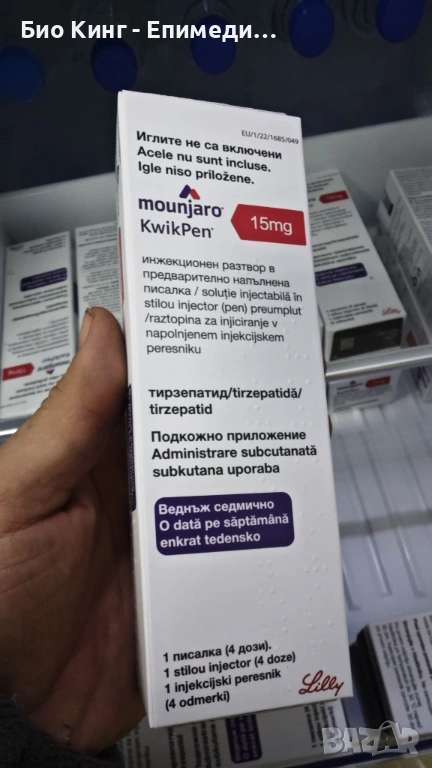 Био Кинг - Епимеди...
EU/1/22/1685/049
Иглите не са включени
Acele nu sunt incluse.
Igle niso priložene.
mounjaro
KwikPen®
15mg
инжекционен разтвор в
предварително напълнена
писалка / soluție injectabilă în
stilou injector (pen) preumplut
/raztopina za injiciranje v
napolnjenem injekcijskem
peresniku
тирзепатид/tirzepatidă/
tirzepatid
Подкожно приложение
Administrare subcutanată
subkutana uporaba
Веднъж седмично
O dată pe săptămână
enkrat tedensko
1 писалка (4 дози).
1 stilou injector (4 doze)
1 injekcijski peresnik
(4 odmerki)
Lilly
BAZAR